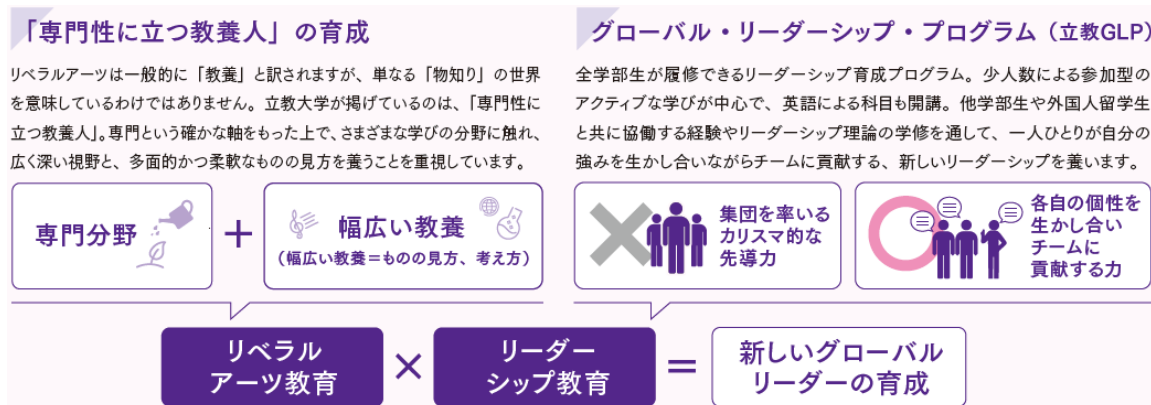 「専門性に立つ教養人」の育成
リベラルアーツは一般的に「教養」と訳されますが、単なる「物知り」の世界
を意味しているわけではありません。立教大学が掲げているのは、「専門性に
立つ教養人」。専門という確かな軸をもった上で、さまざまな学びの分野に触れ、
広く深い視野と、多面的かつ柔軟なものの見方を養うことを重視しています。
専門分野
+
幅広い教養
(幅広い教養=ものの見方、考え方)
グローバル・リーダーシップ・プログラム(立教GLP)
全学部生が履修できるリーダーシップ育成プログラム。少人数による参加型の
アクティブな学びが中心で、英語による科目も開講。他学部生や外国人留学生
と共に協働する経験やリーダーシップ理論の学修を通して、一人ひとりが自分の
強みを生かし合いながらチームに貢献する、新しいリーダーシップを養います。
集団を率いる
カリスマ的な
先導力
各自の個性を
生かし合い
チームに
貢献する力
リベラル
アーツ教育
×
リーダー
シップ教育
=
新しいグローバル
リーダーの育成